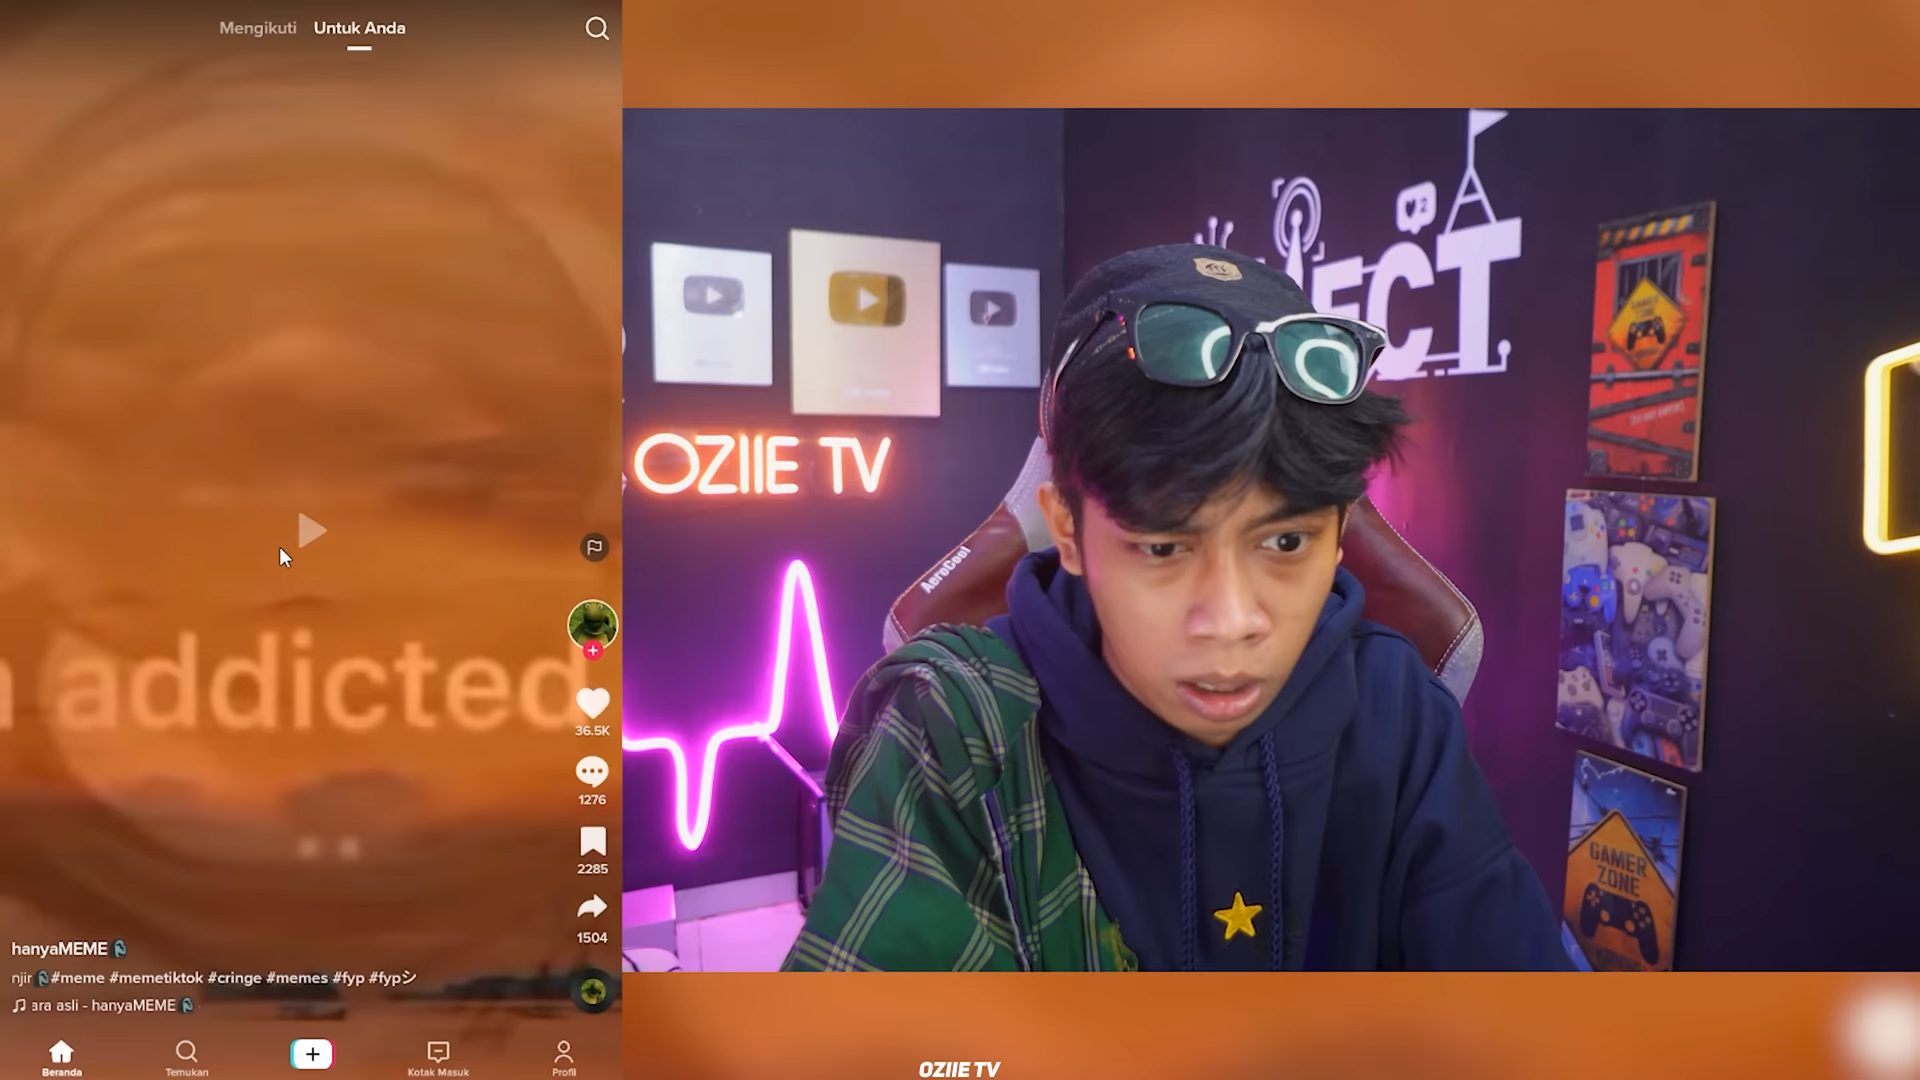 Mengikuti Untuk Anda
OZIIE TV
AeroCool
addicted
36.5K
1276
2285
1504
hanyaMEME
njir #meme #memetiktok #cringe #memes #fyp #fypシ
ara asli - hanyaMEME
Beranda
Temukan
Kotak Masuk
Profil
GAMER
ZONE
OZIIE TV